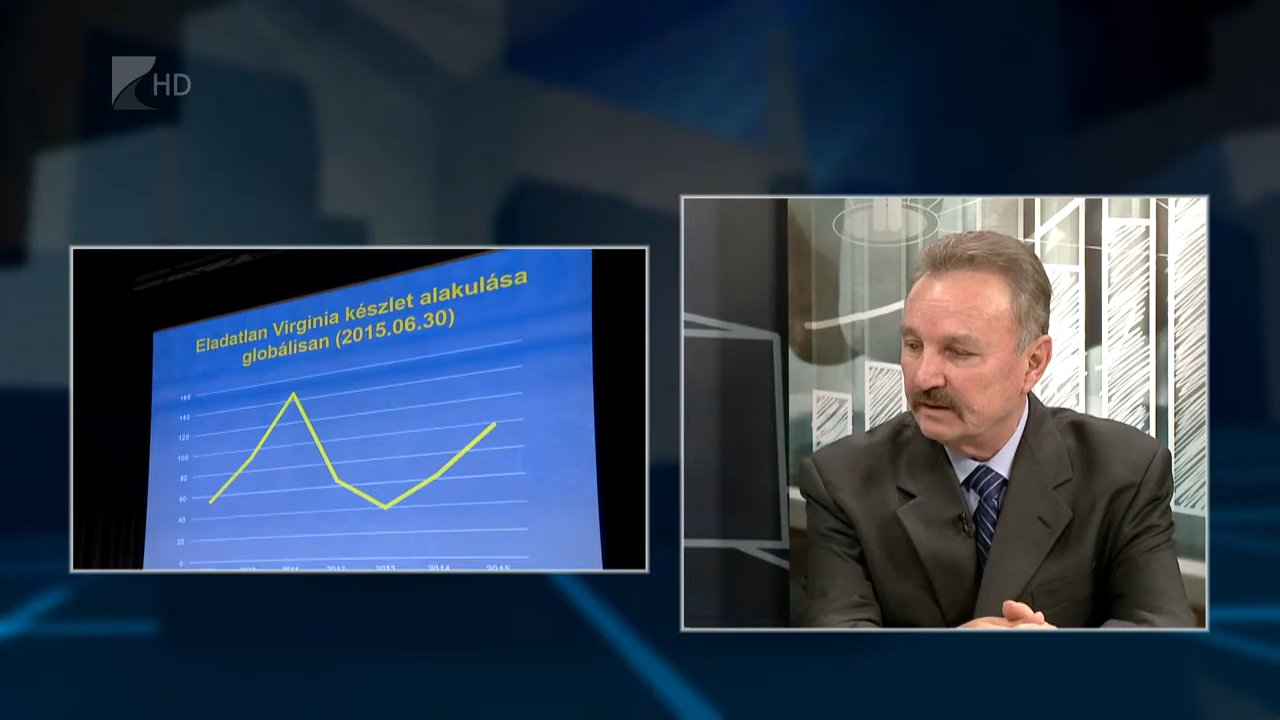 HD
Eladatlan Virginia készlet alakulása
globálisan (2015.06.30)
160
140
120
100
80
60
40
20
0
2010 2011 2012 2013 2014 2015